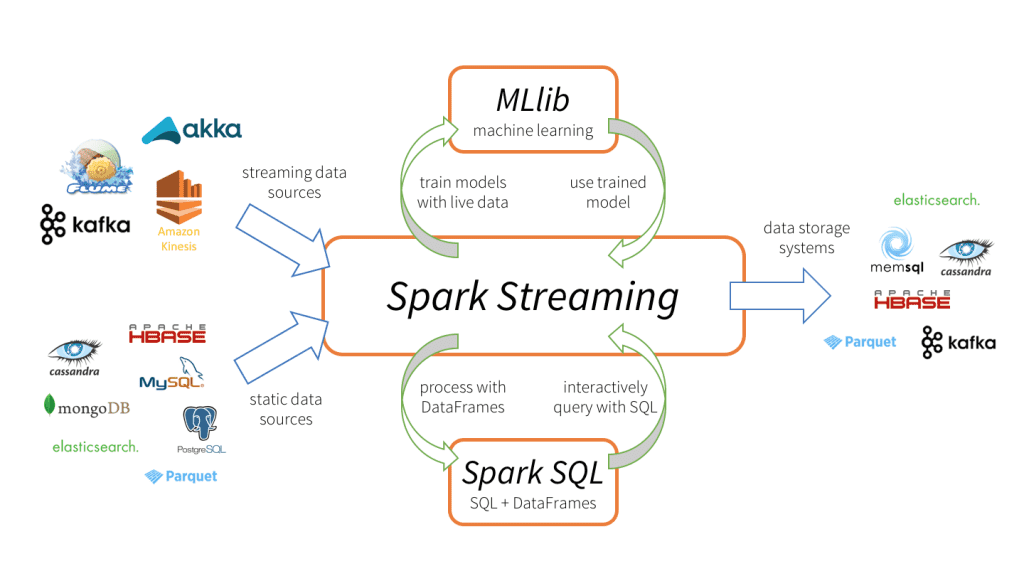 MLlib
machine learning
akka
FLUME
kafka
Amazon
Kinesis
streaming data
sources
train models
with live data
use trained
model
Spark Streaming
data storage
systems
elasticsearch.
memsql
cassandra
APACHE
HBASE
Parquet
kafka
APACHE
HBASE
cassandra
MySQL
mongoDB
PostgreSQL
elasticsearch.
Parquet
static data
sources
process with
DataFrames
interactively
query with SQL
Spark SQL
SQL + DataFrames